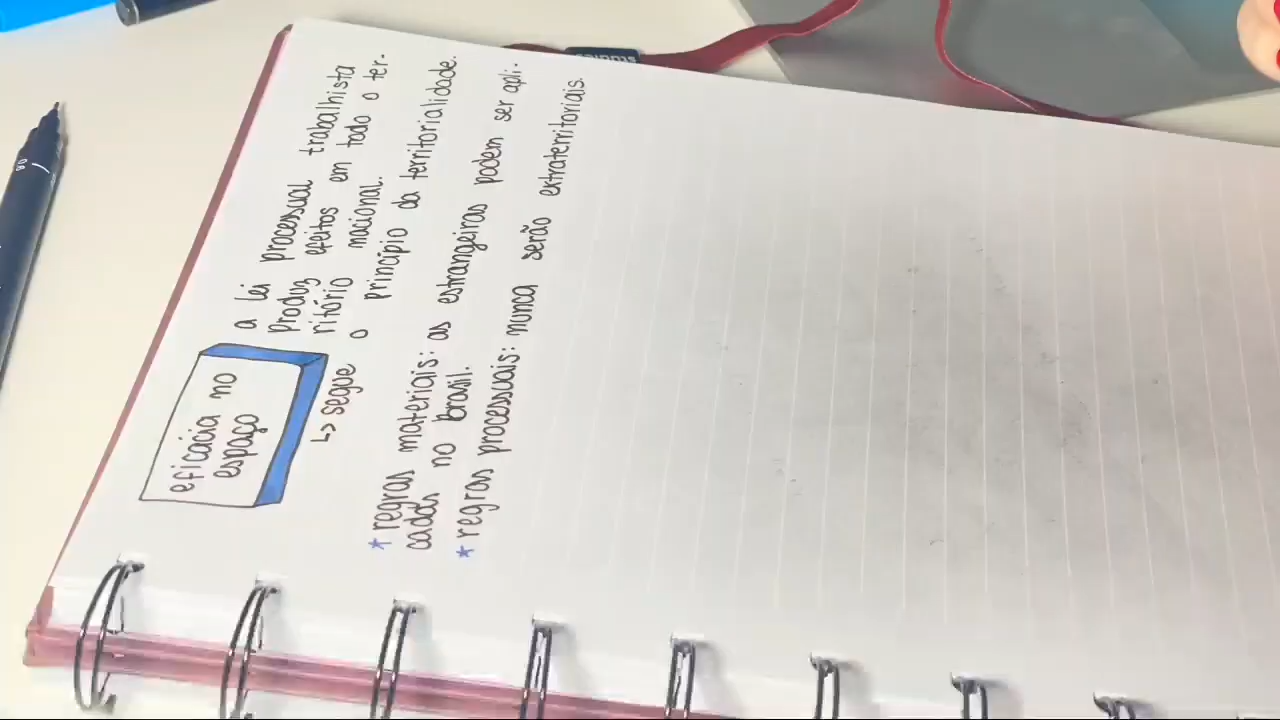 eficácia no
espaço
a lei processual trabalhista
produz efeitos em todo o ter-
ritório nacional.
↳ segue o princípio da territorialidade.
* regras materiais: as estrangeiras podem ser apli-
cadas no brasil.
* regras processuais: nunca serão extraterritoriais.